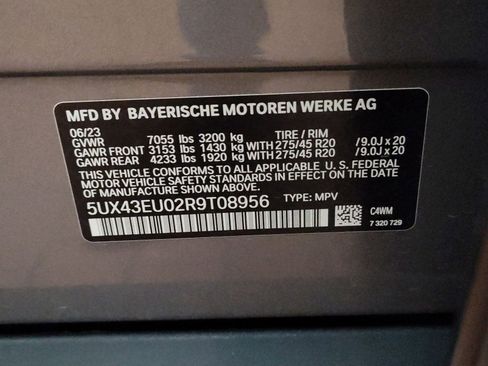 MFD BY BAYERISCHE MOTOREN WERKE AG
06/23
GVWR 7055 lbs 3200 kg TIRE / RIM
GAWR FRONT 3153 lbs 1430 kg 275/45 R20 / 9.0J x 20
GAWR REAR 4233 lbs 1920 kg 275/45 R20 / 9.0J x 20
THIS VEHICLE CONFORMS TO ALL APPLICABLE U. S. FEDERAL
MOTOR VEHICLE SAFETY STANDARDS IN EFFECT ON THE
DATE OF MANUFACTURE SHOWN ABOVE.
5UX43EU02R9T08956 TYPE: MPV
C4WM
7 320 729